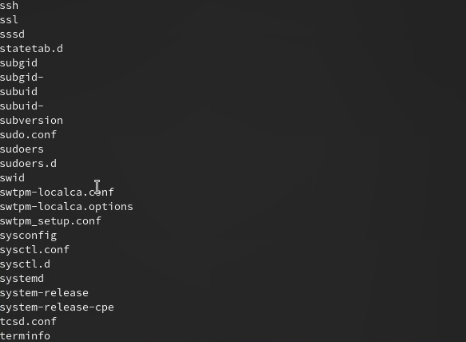 ssh
ssl
sssd
statetab.d
subgid
subgid-
subuid
subuid-
subversion
sudo.conf
sudoers
sudoers.d
swid
swtpm-localca.conf
swtpm-localca.options
swtpm_setup.conf
sysconfig
sysctl.conf
sysctl.d
systemd
system-release
system-release-cpe
tcsd.conf
terminfo